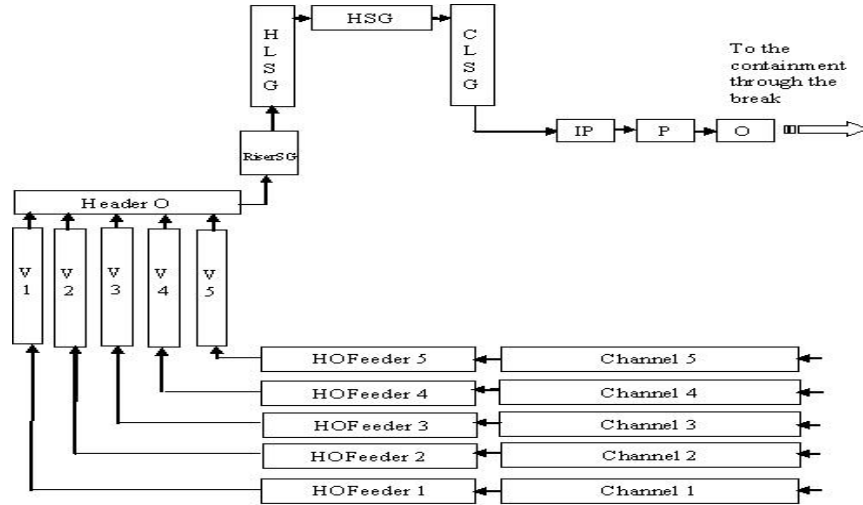 HSG
H
L
S
G
C
L
S
G
To the
containment
through the
break
IP
P
O
RiserSG
Header O
V
1
V
2
V
3
V
4
V
5
HOFeeder 5
Channel 5
HOFeeder 4
Channel 4
HOFeeder 3
Channel 3
HOFeeder 2
Channel 2
HOFeeder 1
Channel 1